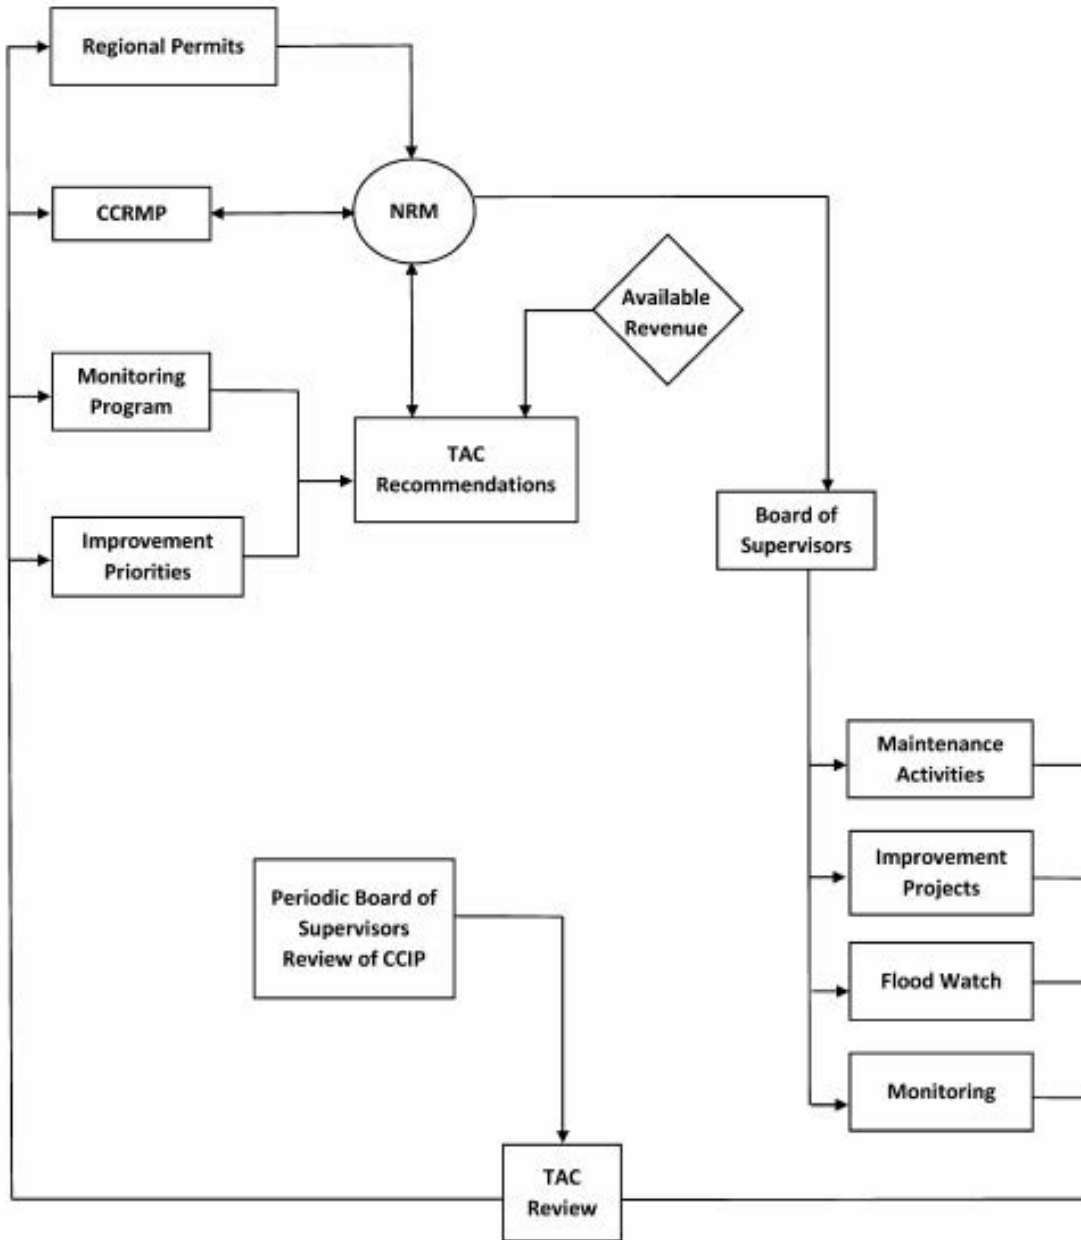 Regional Permits
CCRMP
NRM
Available
Revenue
Monitoring
Program
TAC
Recommendations
Improvement
Priorities
Board of
Supervisors
Maintenance
Activities
Improvement
Projects
Periodic Board of
Supervisors
Review of CCIP
Flood Watch
Monitoring
TAC
Review